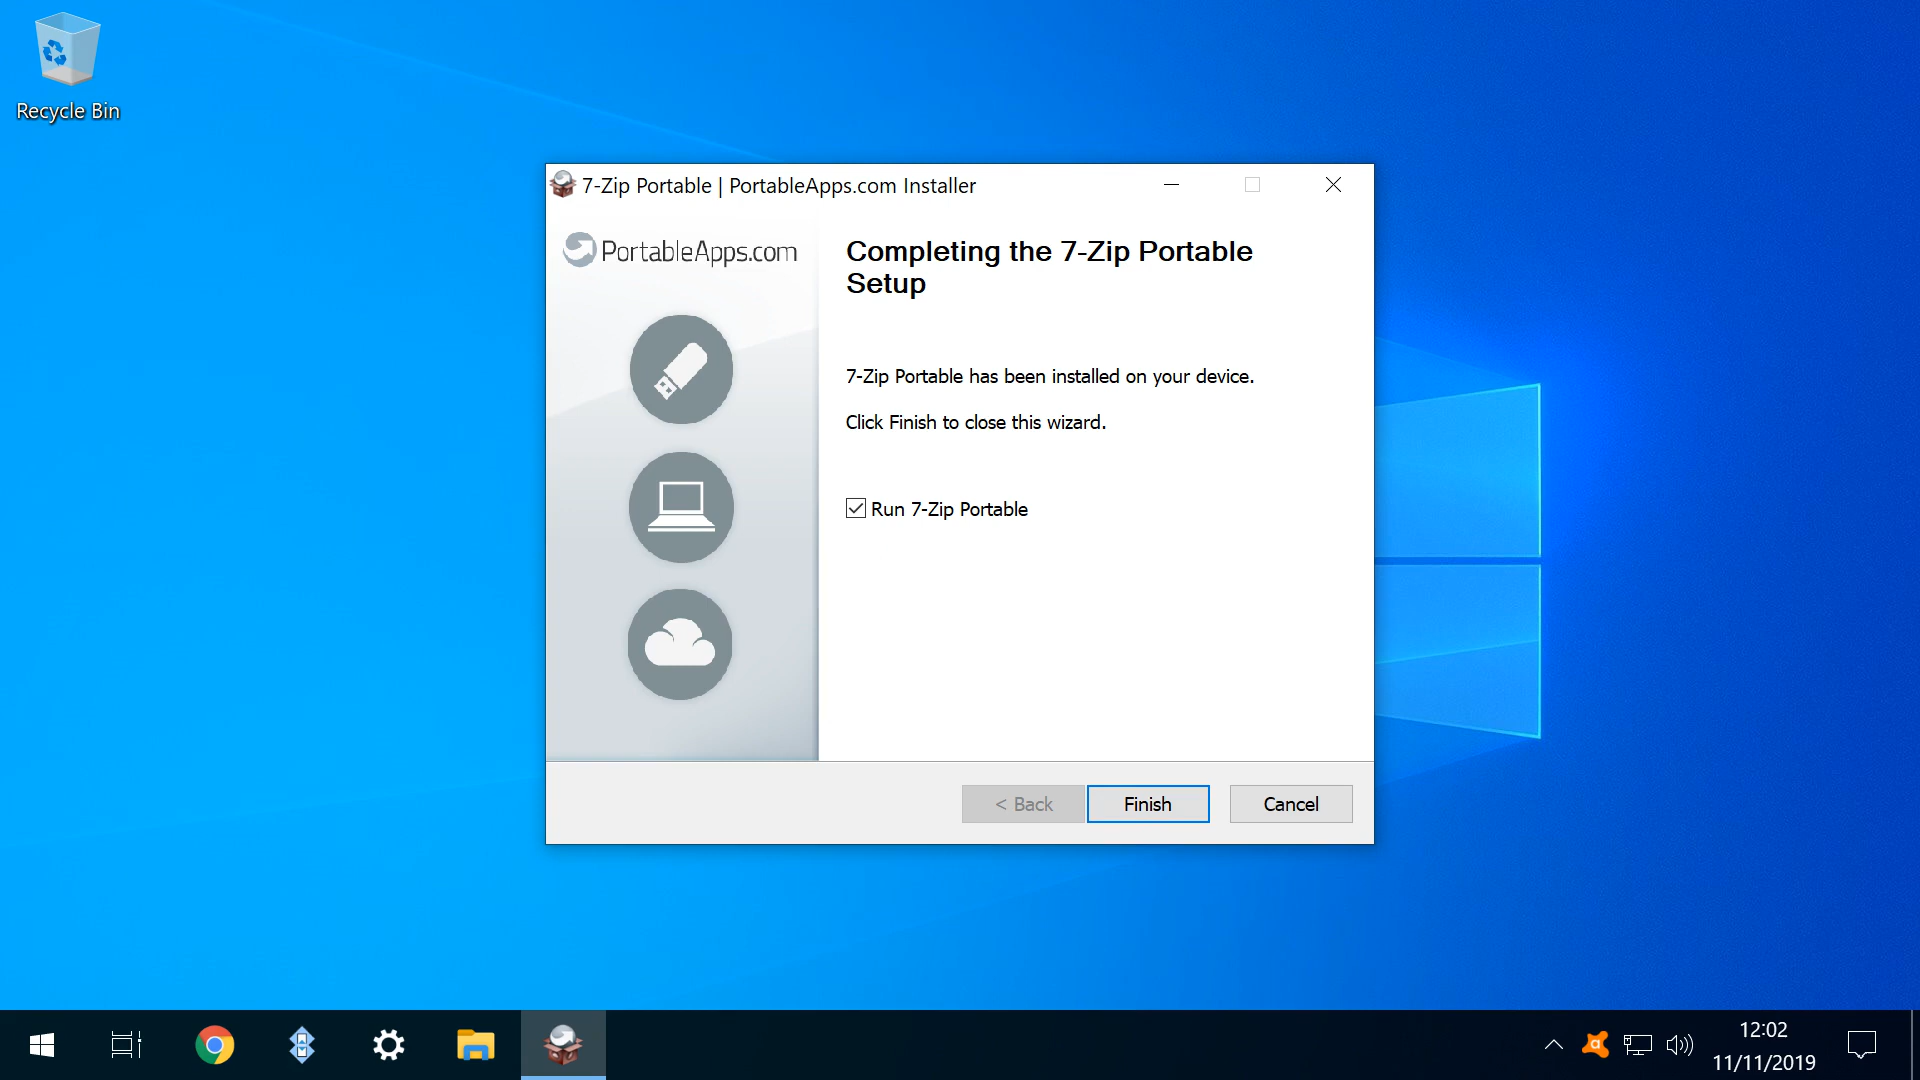 Recycle Bin
7-Zip Portable | PortableApps.com Installer
PortableApps.com
Completing the 7-Zip Portable
Setup
7-Zip Portable has been installed on your device.
Click Finish to close this wizard.
Run 7-Zip Portable
< Back
Finish
Cancel
12:02
11/11/2019